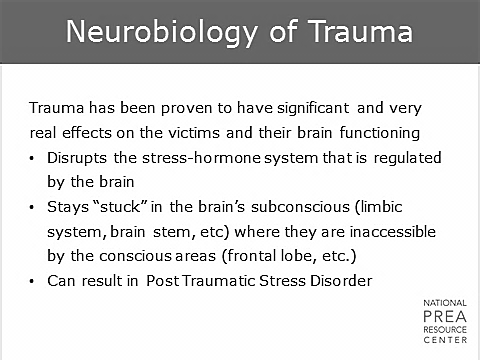 Neurobiology of Trauma
Trauma has been proven to have significant and very
real effects on the victims and their brain functioning
• Disrupts the stress-hormone system that is regulated
by the brain
• Stays “stuck” in the brain’s subconscious (limbic
system, brain stem, etc) where they are inaccessible
by the conscious areas (frontal lobe, etc.)
• Can result in Post Traumatic Stress Disorder
NATIONAL
PREA
RESOURCE
CENTER